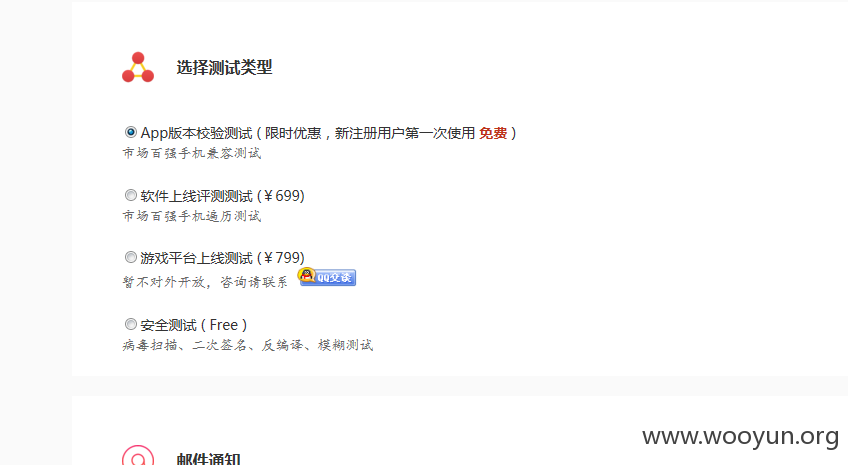 选择测试类型
App版本校验测试 ( 限时优惠，新注册用户第一次使用 免费 )
市场百强手机兼容测试
软件上线评测测试 (￥699)
市场百强手机遍历测试
游戏平台上线测试 (￥799)
暂不对外开放，咨询请联系 QQ交谈
安全测试 ( Free )
病毒扫描、二次签名、反编译、模糊测试
www.wooyun.org
邮件通知